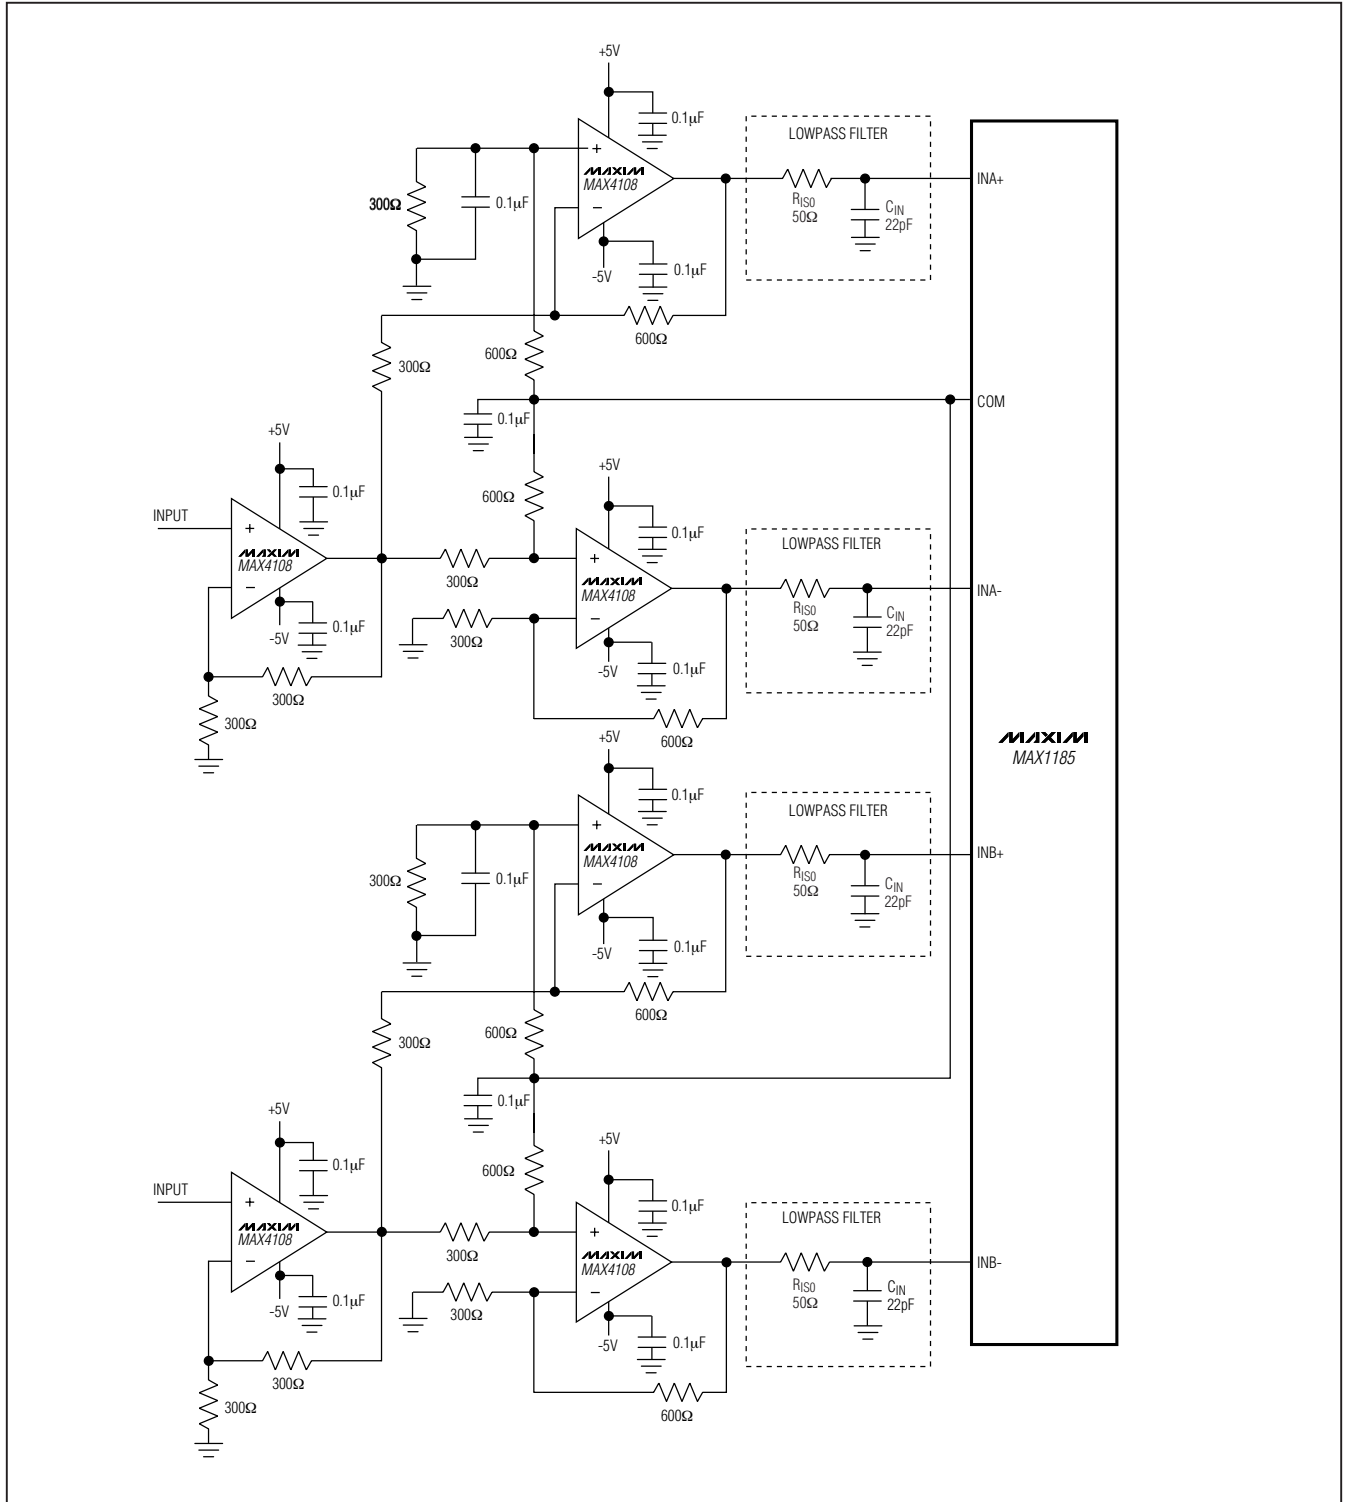 +5V
0.1µF
LOWPASS FILTER
+
MAXIM
MAX4108
300Ω
0.1µF
INA+
RISO
50Ω
CIN
22pF
−
-5V
0.1µF
600Ω
300Ω
600Ω
COM
0.1µF
+5V
0.1µF
600Ω
+5V
0.1µF
INPUT
+
LOWPASS FILTER
MAXIM
MAX4108
300Ω
+
MAXIM
MAX4108
INA-
RISO
50Ω
CIN
22pF
−
-5V
0.1µF
300Ω
−
-5V
0.1µF
300Ω
300Ω
600Ω
MAXIM
MAX1185
+5V
0.1µF
LOWPASS FILTER
+
MAXIM
MAX4108
300Ω
0.1µF
INB+
RISO
50Ω
CIN
22pF
−
-5V
0.1µF
600Ω
300Ω
600Ω
0.1µF
+5V
0.1µF
600Ω
+5V
0.1µF
INPUT
+
LOWPASS FILTER
MAXIM
MAX4108
300Ω
+
MAXIM
MAX4108
INB-
RISO
50Ω
CIN
22pF
−
-5V
0.1µF
300Ω
−
-5V
0.1µF
300Ω
300Ω
600Ω